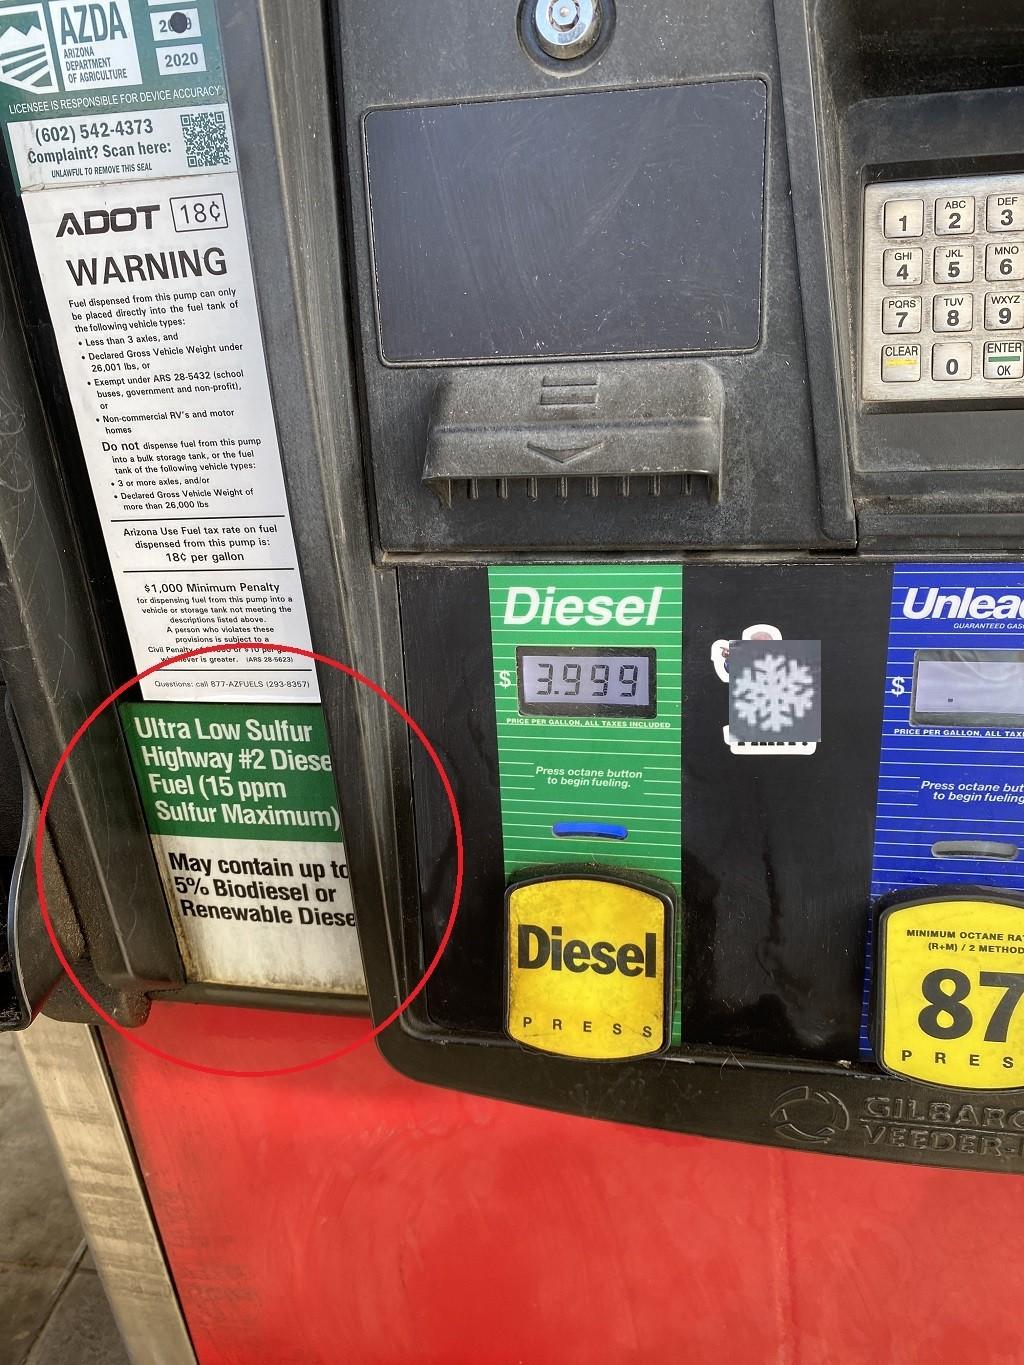 AZDA
ARIZONA
DEPARTMENT
OF AGRICULTURE
2020
LICENSEE IS RESPONSIBLE FOR DEVICE ACCURACY
(602) 542-4373
Complaint? Scan here:
UNLAWFUL TO REMOVE THIS SEAL
ADOT 18¢
WARNING
Fuel dispensed from this pump can only
be placed directly into the fuel tank of
the following vehicle types:
• Less than 3 axles, and
• Declared Gross Vehicle Weight under
26,001 lbs, or
• Exempt under ARS 28-5432 (school
buses, government and non-profit),
or
• Non-commercial RV's and motor
homes
Do not dispense fuel from this pump
into a bulk storage tank, or the fuel
tank of the following vehicle types:
• 3 or more axles, and/or
• Declared Gross Vehicle Weight of
more than 26,000 lbs
Arizona Use Fuel tax rate on fuel
dispensed from this pump is:
18¢ per gallon
$1,000 Minimum Penalty
for dispensing fuel from this pump into a
vehicle or storage tank not meeting the
descriptions listed above.
A person who violates these
provisions is subject to a
Civil Penalty of
whichever is greater. (ARS 28-5623)
Questions: call 877-AZFUELS (293-8357)
Ultra Low Sulfur
Highway #2 Diese
Fuel (15 ppm
Sulfur Maximum)
May contain up to
5% Biodiesel or
Renewable Diese
1
ABC
2
DEF
3
GHI
4
JKL
5
MNO
6
PQRS
7
TUV
8
WXYZ
9
CLEAR
0
ENTER
OK
Diesel
$ 3.999
PRICE PER GALLON, ALL TAXES INCLUDED
Press octane button
to begin fueling.
Diesel
PRESS
Unlea
GUARANTEED GAS
$
PRICE PER GALLON, ALL TAX
Press octane but
to begin fueling
MINIMUM OCTANE RA
(R+M) / 2 METHOD
87
PRES
GILBARC
VEEDER-